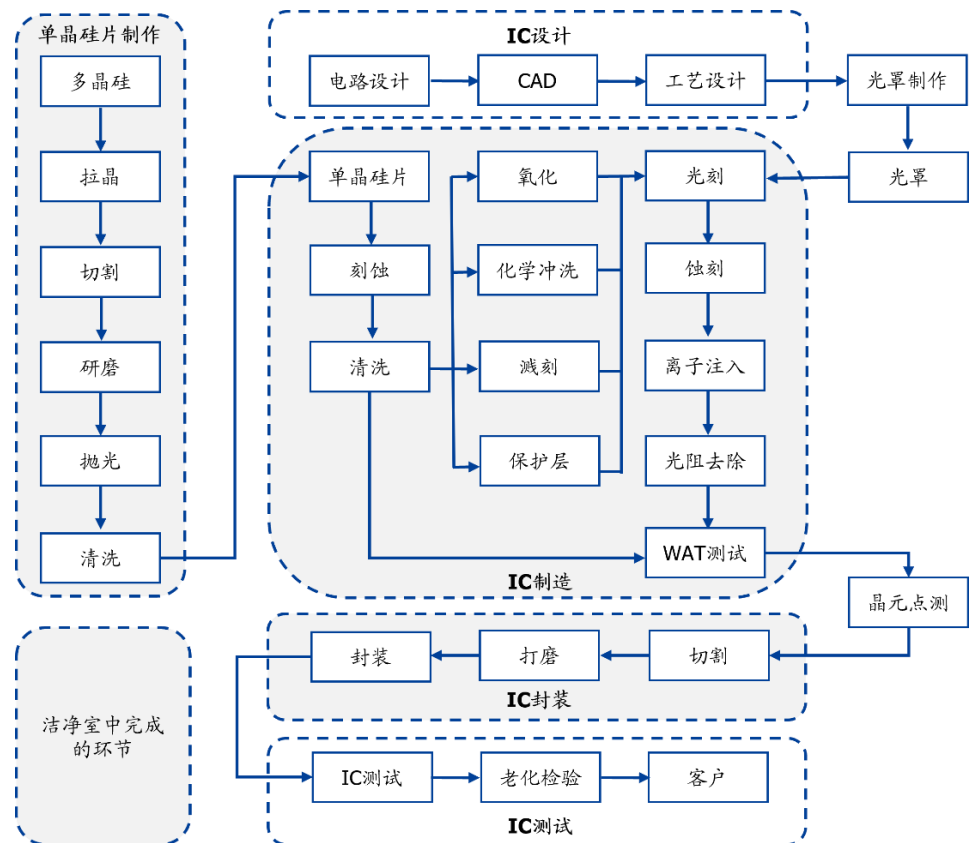 单晶硅片制作
多晶硅
拉晶
切割
研磨
抛光
清洗
IC设计
电路设计
CAD
工艺设计
光罩制作
光罩
单晶硅片
刻蚀
清洗
氧化
化学冲洗
溅刻
保护层
光刻
蚀刻
离子注入
光阻去除
WAT测试
IC制造
晶元点测
切割
打磨
封装
IC封装
洁净室中完成
的环节
IC测试
老化检验
客户
IC测试